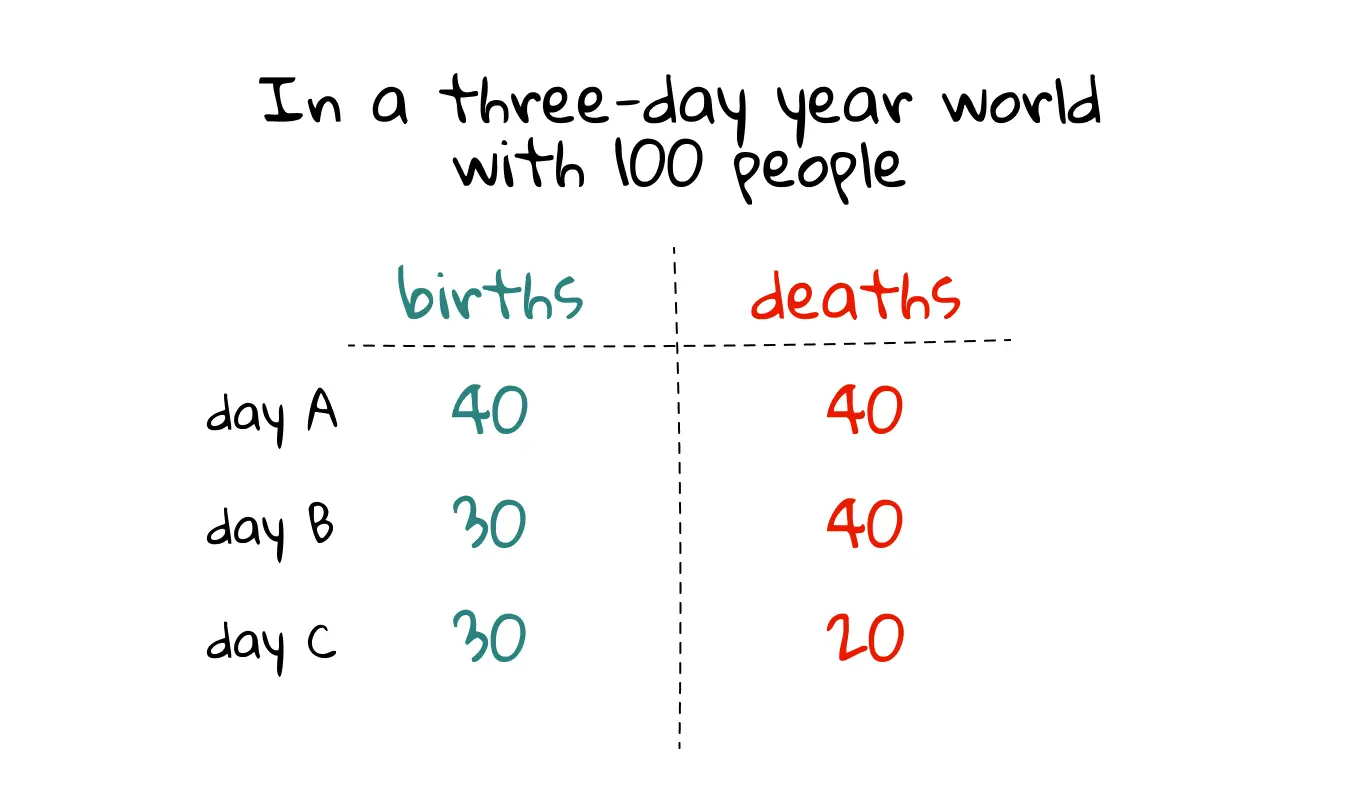 In a three-day year world
with 100 people
births deaths
day A 40 40
day B 30 40
day C 30 20